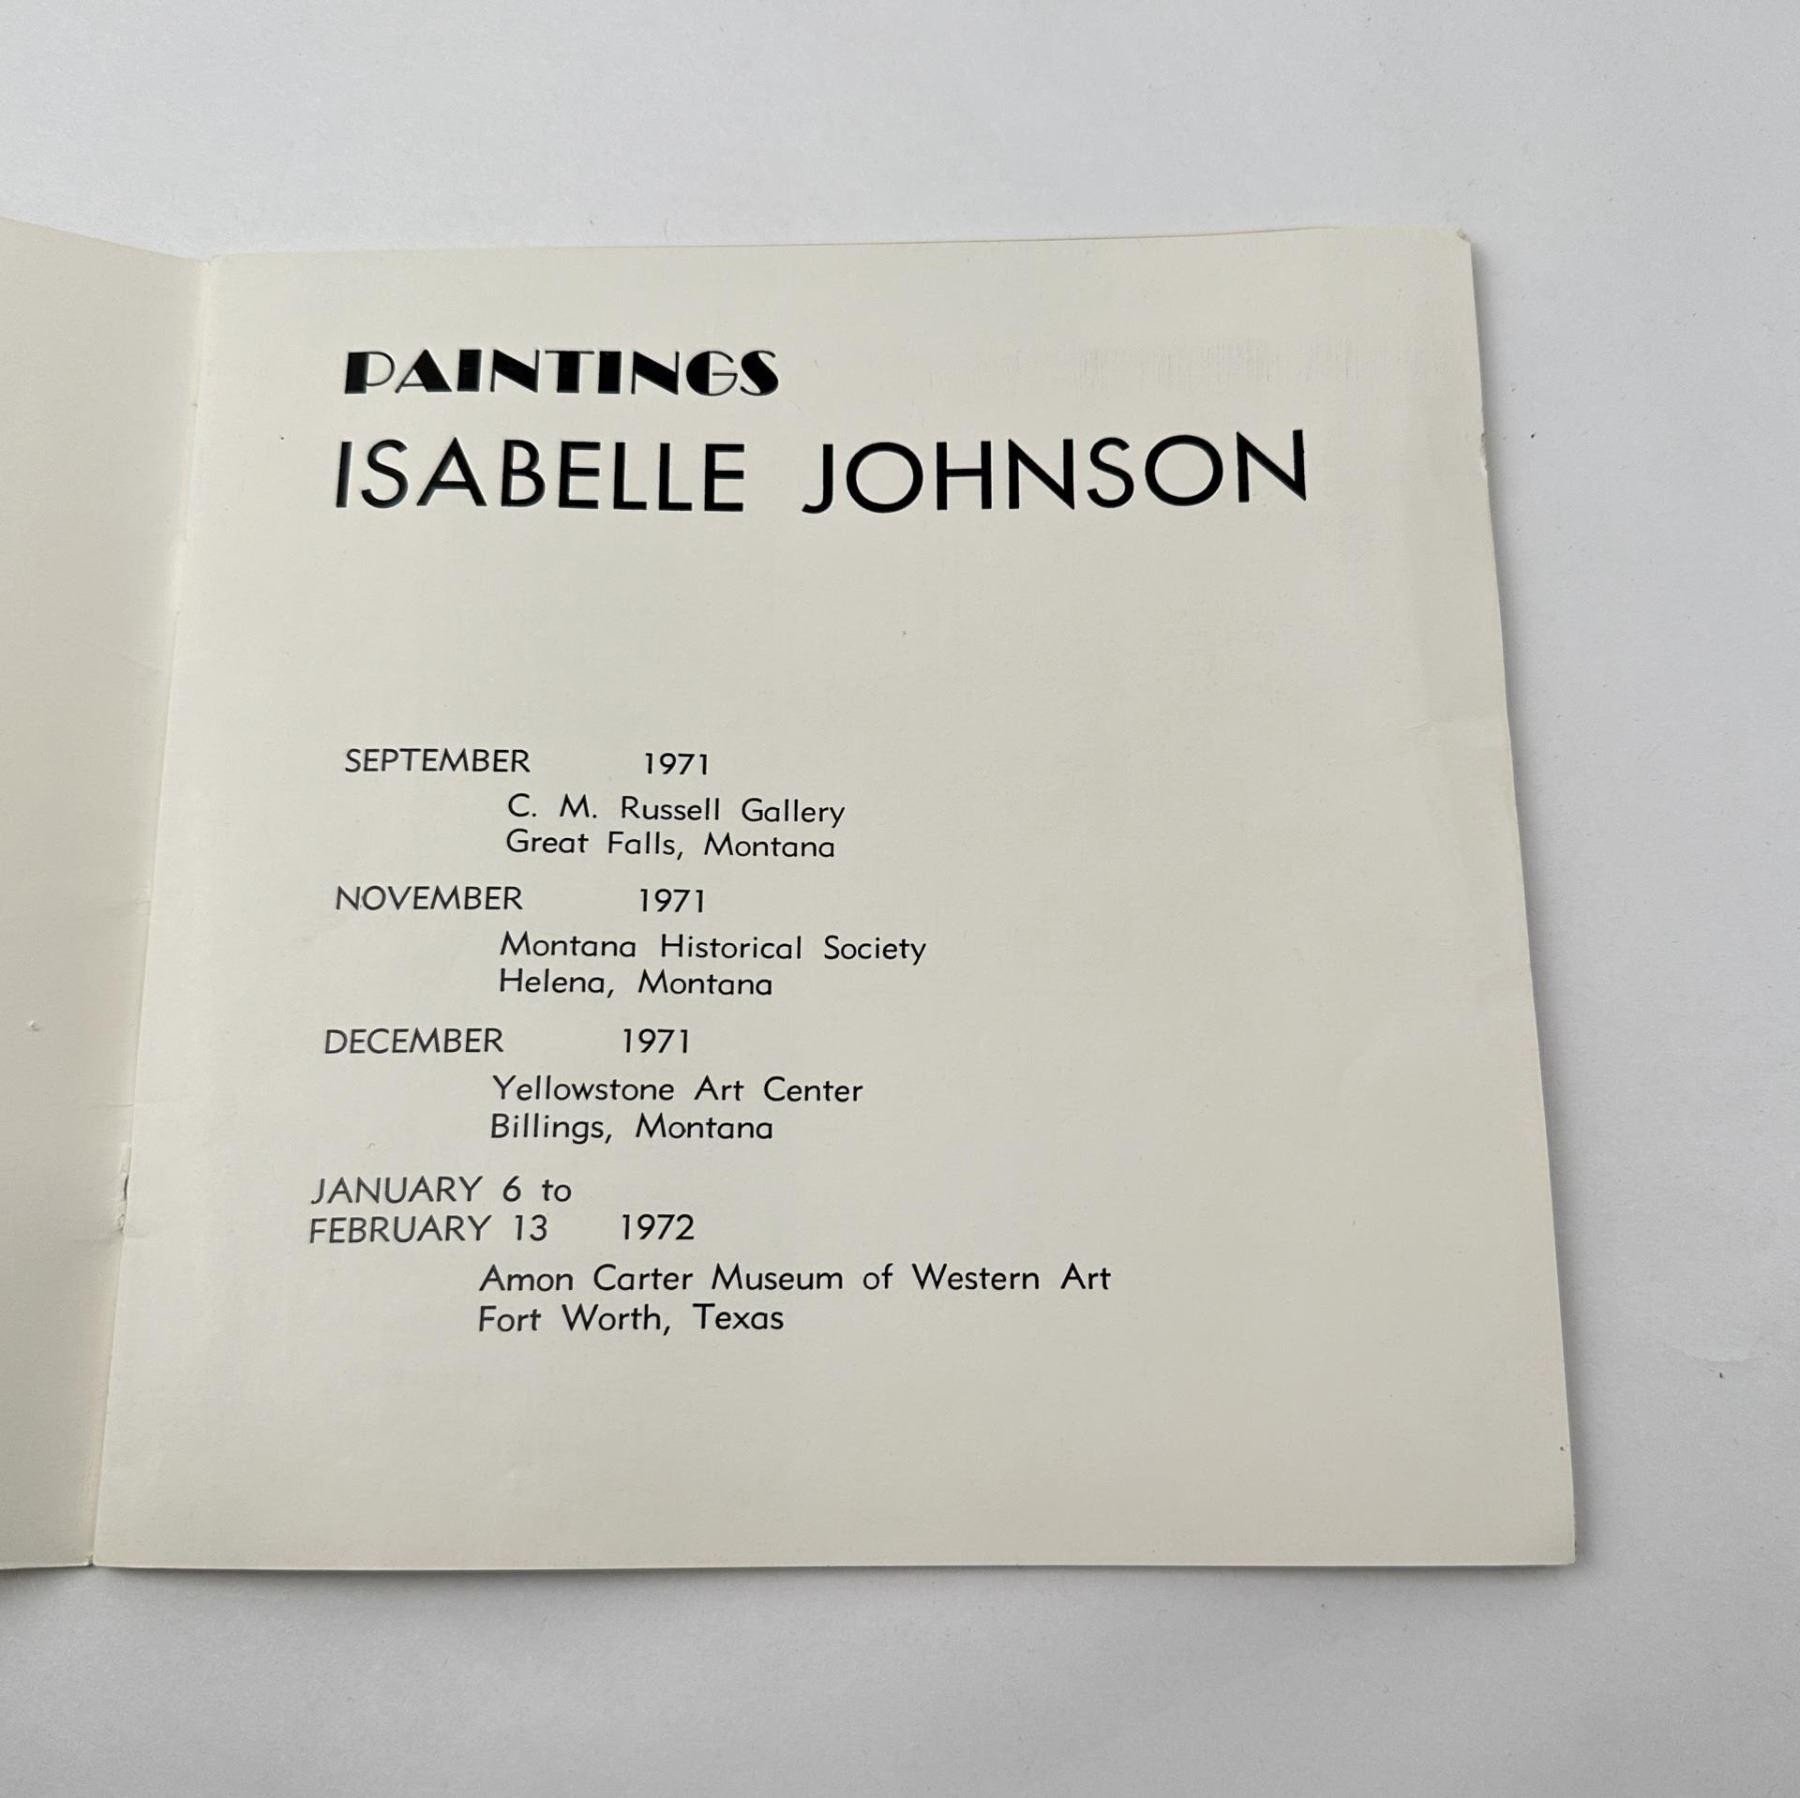 PAINTINGS
ISABELLE JOHNSON
SEPTEMBER 1971
C. M. Russell Gallery
Great Falls, Montana
NOVEMBER 1971
Montana Historical Society
Helena, Montana
DECEMBER 1971
Yellowstone Art Center
Billings, Montana
JANUARY 6 to
FEBRUARY 13 1972
Amon Carter Museum of Western Art
Fort Worth, Texas